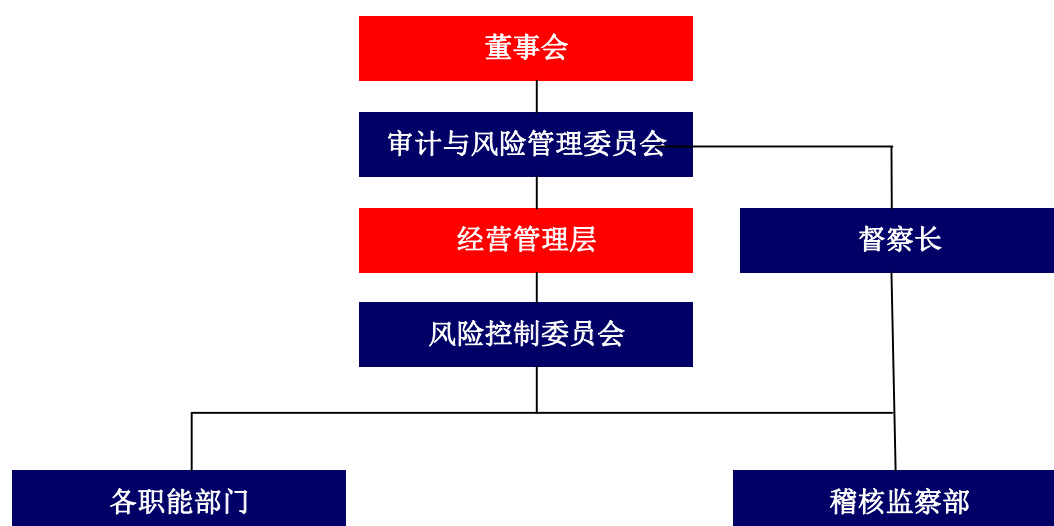 董事会
审计与风险管理委员会
经营管理层
督察长
风险控制委员会
各职能部门
稽核监察部